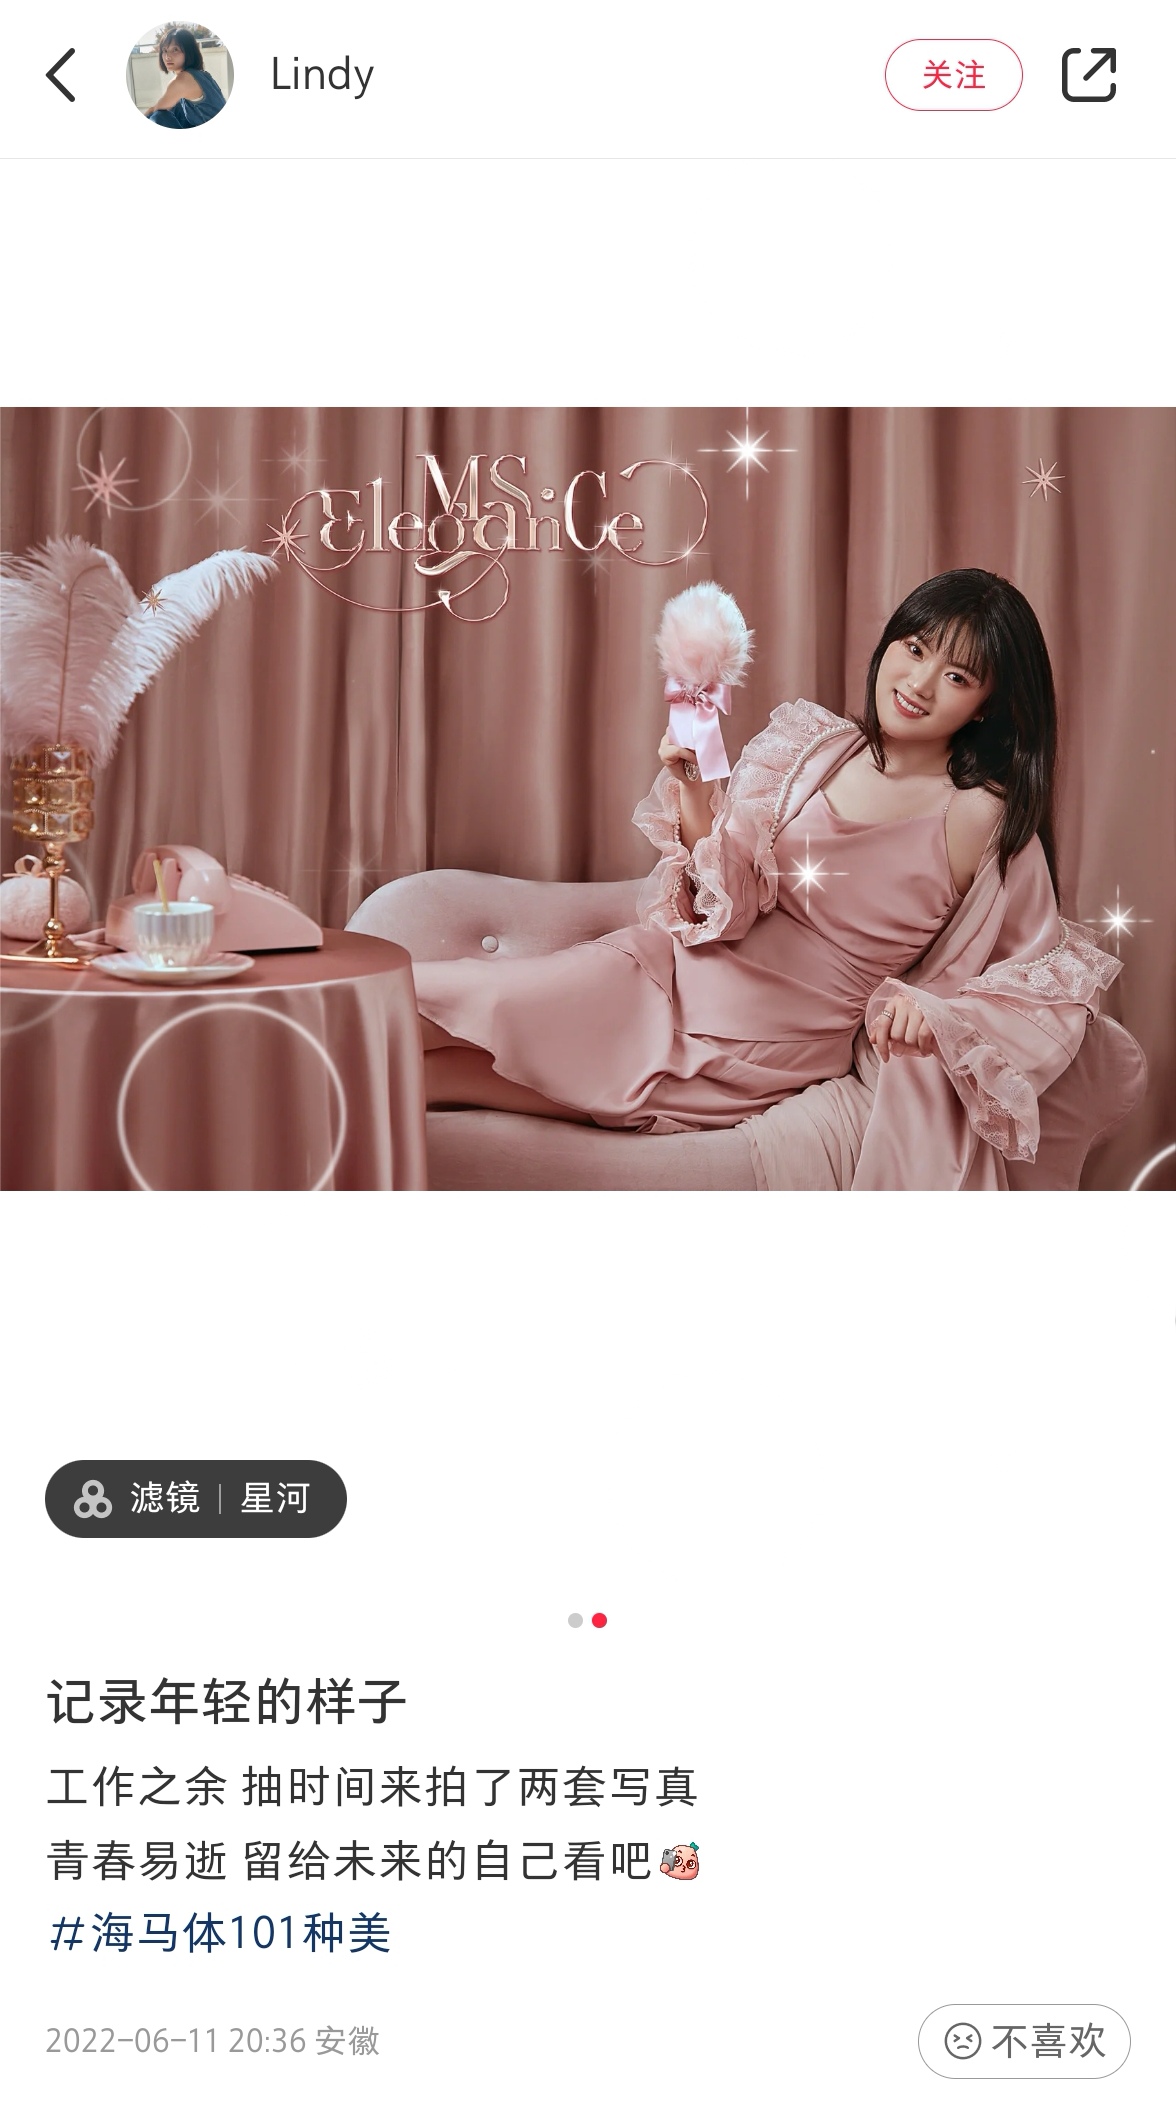 Lindy
关注
MS.
EleganCe
滤镜 | 星河
记录年轻的样子
工作之余 抽时间来拍了两套写真
青春易逝 留给未来的自己看吧
#海马体101种美
2022-06-11 20:36 安徽
不喜欢